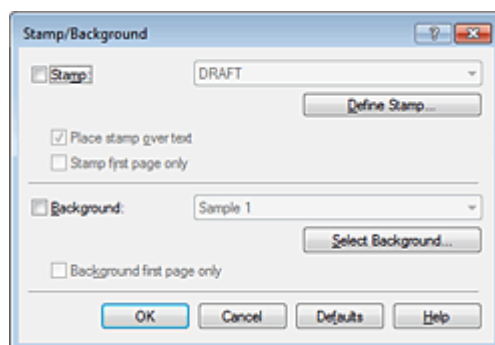 Stamp/Background
Stamp: DRAFT
Define Stamp...
Place stamp over text
Stamp first page only
Background: Sample 1
Select Background...
Background first page only
OK Cancel Defaults Help